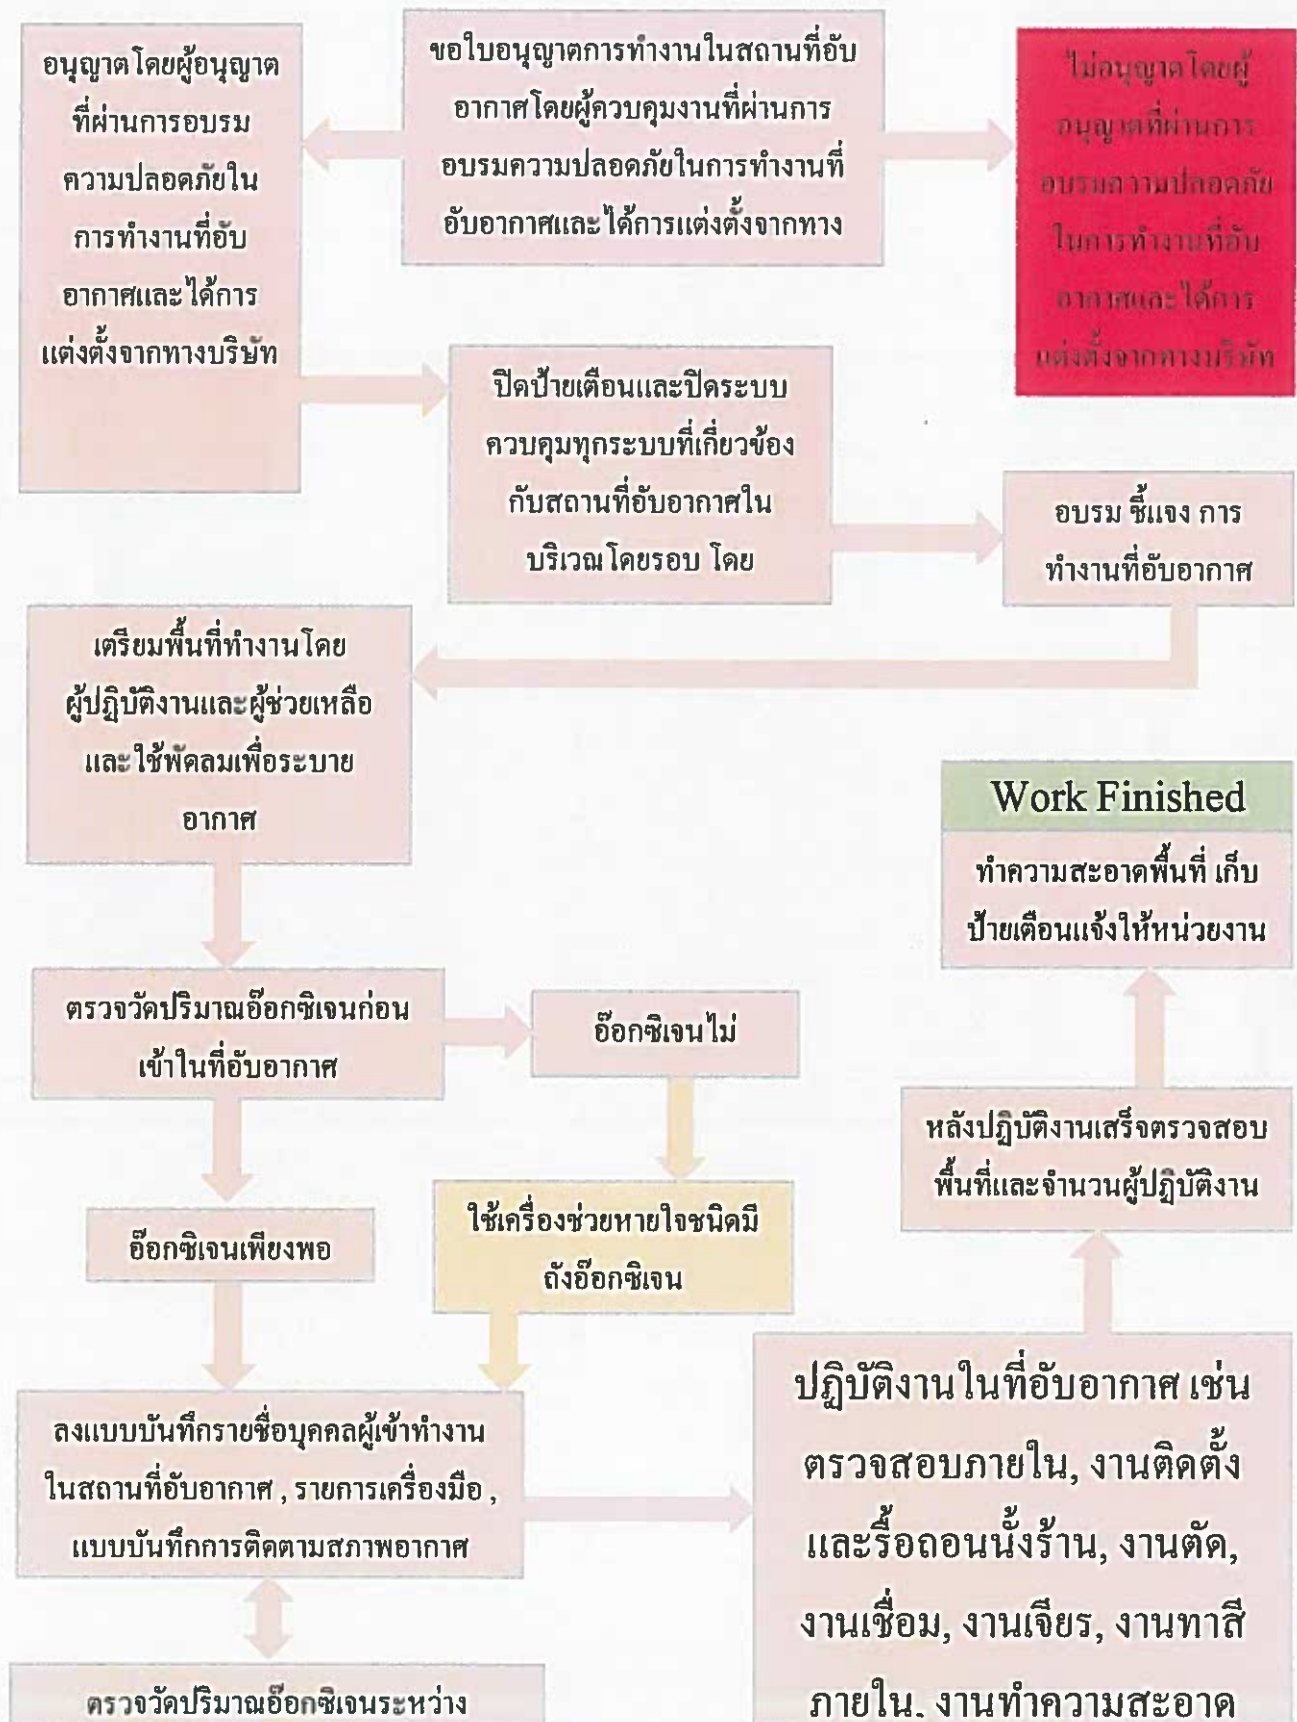 อนุญาตโดยผู้อนุญาต
ที่ผ่านการอบรม
ความปลอดภัยใน
การทำงานที่อับ
อากาศและได้การ
แต่งตั้งจากทางบริษัท
ขอใบอนุญาตการทำงานในสถานที่อับ
อากาศโดยผู้ควบคุมงานที่ผ่านการ
อบรมความปลอดภัยในการทำงานที่
อับอากาศและได้การแต่งตั้งจากทาง
ไม่อนุญาตโดยผู้
อนุญาตที่ผ่านการ
อบรมความปลอดภัย
ในการทำงานที่อับ
อากาศและได้การ
แต่งตั้งจากทางบริษัท
ปิดป้ายเตือนและปิดระบบ
ควบคุมทุกระบบที่เกี่ยวข้อง
กับสถานที่อับอากาศใน
บริเวณโดยรอบ โดย
อบรม ชี้แจง การ
ทำงานที่อับอากาศ
เตรียมพื้นที่ทำงานโดย
ผู้ปฏิบัติงานและผู้ช่วยเหลือ
และใช้พัดลมเพื่อระบาย
อากาศ
ตรวจวัดปริมาณอ๊อกซิเจนก่อน
เข้าในที่อับอากาศ
อ๊อกซิเจนไม่
อ๊อกซิเจนเพียงพอ
ใช้เครื่องช่วยหายใจชนิดมี
ถังอ๊อกซิเจน
ลงแบบบันทึกรายชื่อบุคคลผู้เข้าทำงาน
ในสถานที่อับอากาศ , รายการเครื่องมือ ,
แบบบันทึกการติดตามสภาพอากาศ
ตรวจวัดปริมาณอ๊อกซิเจนระหว่าง
ปฏิบัติงานในที่อับอากาศ เช่น
ตรวจสอบภายใน, งานติดตั้ง
และรื้อถอนนั้งร้าน, งานตัด,
งานเชื่อม, งานเจียร, งานทาสี
ภายใน, งานทำความสะอาด
หลังปฏิบัติงานเสร็จตรวจสอบ
พื้นที่และจำนวนผู้ปฏิบัติงาน
Work Finished
ทำความสะอาดพื้นที่ เก็บ
ป้ายเตือนแจ้งให้หน่วยงาน